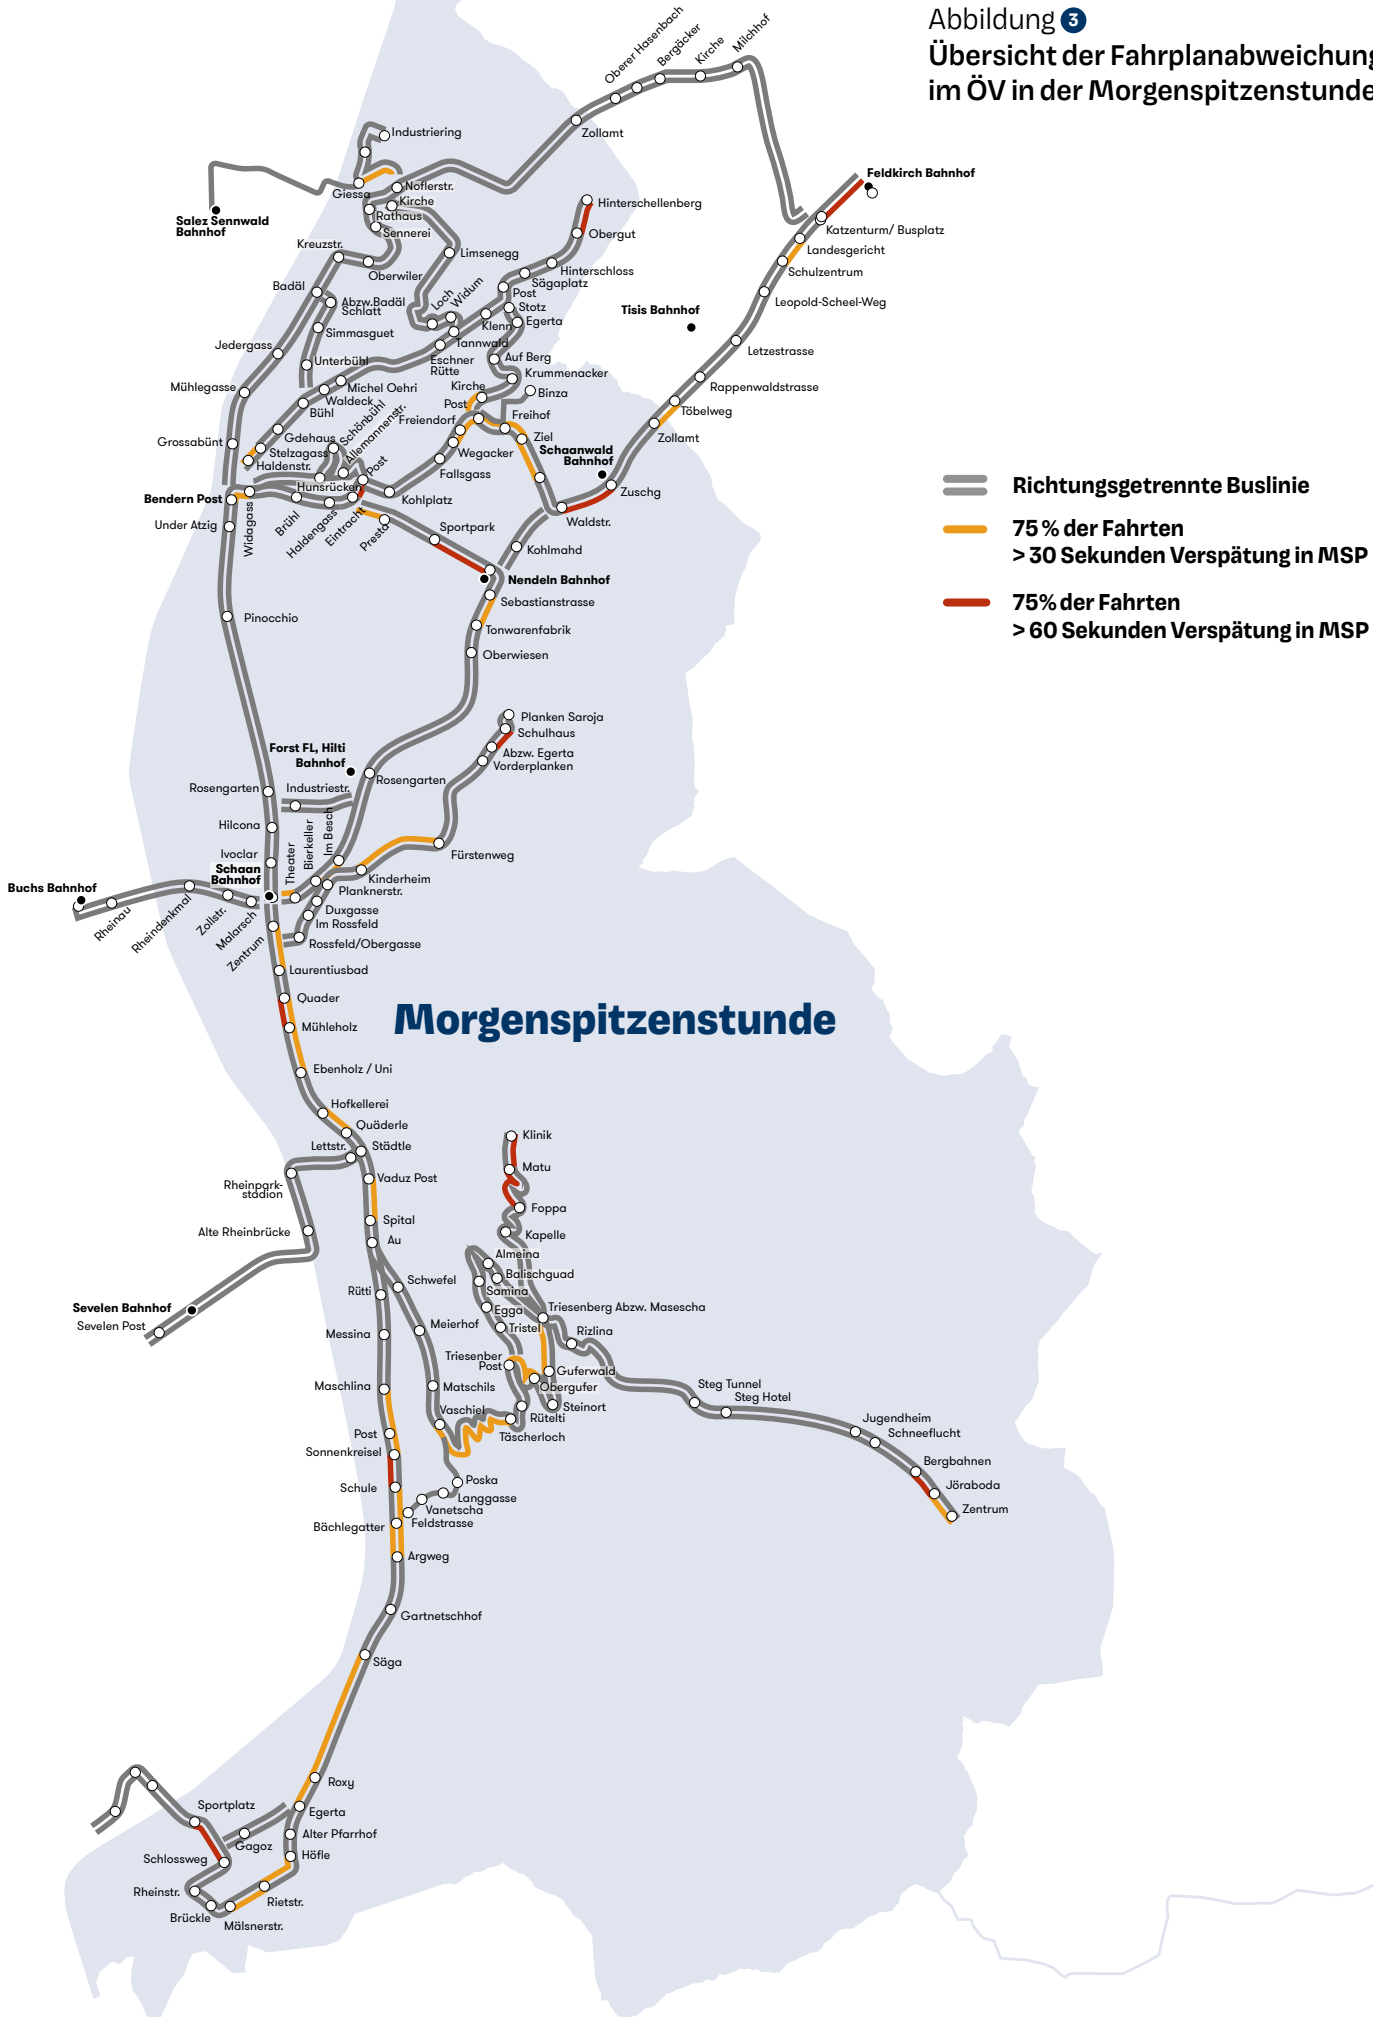 Abbildung 3
Übersicht der Fahrplanabweichung
im ÖV in der Morgenspitzenstunde
Oberer Hasenbach
Bergäcker
Kirche
Milchhof
Zollamt
Industriering
Giessa
Noflerstr.
Kirche
Rathaus
Sennerei
Salez Sennwald
Bahnhof
Feldkirch Bahnhof
Hinterschellenberg
Obergut
Katzenturm/ Busplatz
Landesgericht
Schulzentrum
Kreuzstr.
Oberwiler
Limsenegg
Hinterschloss
Sägaplatz
Post
Stotz
Egerta
Badäl
Abzw.Badäl
Schlatt
Loch
Widum
Klenn
Tannwald
Leopold-Scheel-Weg
Tisis Bahnhof
Simmasguet
Jedergass
Unterbühl
Eschner
Rütte
Auf Berg
Krummenacker
Letzestrasse
Mühlegasse
Michel Oehri
Waldeck
Bühl
Kirche
Post
Binza
Rappenwaldstrasse
Töbelweg
Zollamt
Grossabünt
Gdehaus
Schönbühl
Allemannenstr.
Freiendorf
Freihof
Ziel
Stelzagass
Haldenstr.
Wegacker
Fallsgass
Schaanwald
Bahnhof
Zuschg
Waldstr.
Hunsrücken
Post
Kohlplatz
Bendern Post
Under Atzig
Widagass
Brühl
Haldengass
Eintracht
Presta
Sportpark
Kohlmahd
Nendeln Bahnhof
Sebastianstrasse
Tonwarenfabrik
Oberwiesen
Pinocchio
Richtungsgetrennte Buslinie
75 % der Fahrten
> 30 Sekunden Verspätung in MSP
75% der Fahrten
> 60 Sekunden Verspätung in MSP
Planken Saroja
Schulhaus
Abzw. Egerta
Vorderplanken
Forst FL, Hilti
Bahnhof
Rosengarten
Rosengarten
Industriestr.
Hilcona
Ivoclar
Theater
Bierkeller
Im Besch
Fürstenweg
Schaan
Bahnhof
Kinderheim
Planknerstr.
Buchs Bahnhof
Rheinau
Rheindenkmal
Zollstr.
Malarsch
Zentrum
Duxgasse
Im Rossfeld
Rossfeld/Obergasse
Laurentiusbad
Quader
Mühleholz
Morgenspitzenstunde
Ebenholz / Uni
Hofkellerei
Quäderle
Lettstr.
Städtle
Vaduz Post
Rheinpark-
stadion
Alte Rheinbrücke
Spital
Au
Klinik
Matu
Foppa
Kapelle
Almeina
Balischguad
Samina
Egga
Tristel
Triesenberg Abzw. Masescha
Rizlina
Schwefel
Rütti
Sevelen Bahnhof
Sevelen Post
Messina
Meierhof
Triesenber
Post
Guferwald
Obergufer
Steinort
Steg Tunnel
Steg Hotel
Maschlina
Matschils
Vaschiel
Rütelti
Täscherloch
Jugendheim
Schneeflucht
Post
Sonnenkreisel
Bergbahnen
Jöraboda
Zentrum
Schule
Poska
Langgasse
Vanetscha
Feldstrasse
Bächlegatter
Argweg
Gartnetschhof
Säga
Roxy
Egerta
Sportplatz
Gagoz
Alter Pfarrhof
Höfle
Schlossweg
Rheinstr.
Rietstr.
Brückle
Mälsnerstr.